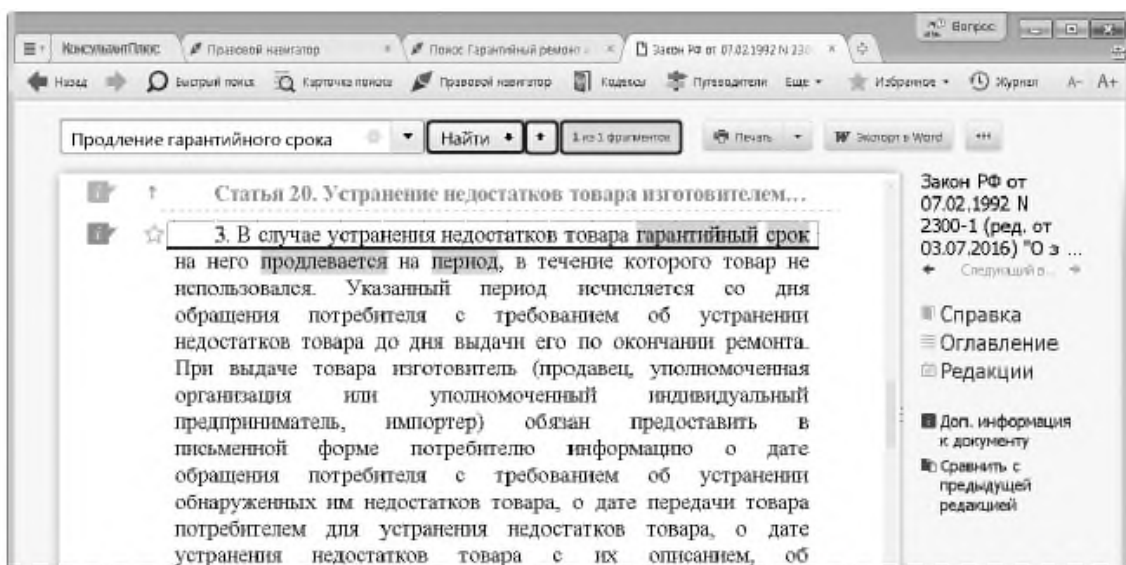 Вопрос
КонсультантПлюс Правовой навигатор Поиск Гарантийный ремонт Закон РФ от 07.02.1992 N 230
Назад Быстрый поиск Карточка поиска Правовой навигатор Кодексы Путеводители Еще Избранное Журнал А- А+
Продление гарантийного срока Найти 1 из 1 фрагментов Печать Экспорт в Word
Статья 20. Устранение недостатков товара изготовителем...
3. В случае устранения недостатков товара гарантийный срок
на него продлевается на период, в течение которого товар не
использовался. Указанный период исчисляется со дня
обращения потребителя с требованием об устранении
недостатков товара до дня выдачи его по окончании ремонта.
При выдаче товара изготовитель (продавец, уполномоченная
организация или уполномоченный индивидуальный
предприниматель, импортер) обязан предоставить в
письменной форме потребителю информацию о дате
обращения потребителя с требованием об устранении
обнаруженных им недостатков товара, о дате передачи товара
потребителем для устранения недостатков товара, о дате
устранения недостатков товара с их описанием, об
Закон РФ от
07.02.1992 N
2300-1 (ред. от
03.07.2016) "О з ...
Следующий в...
Справка
Оглавление
Редакции
Доп. информация
к документу
Сравнить с
предыдущей
редакцией